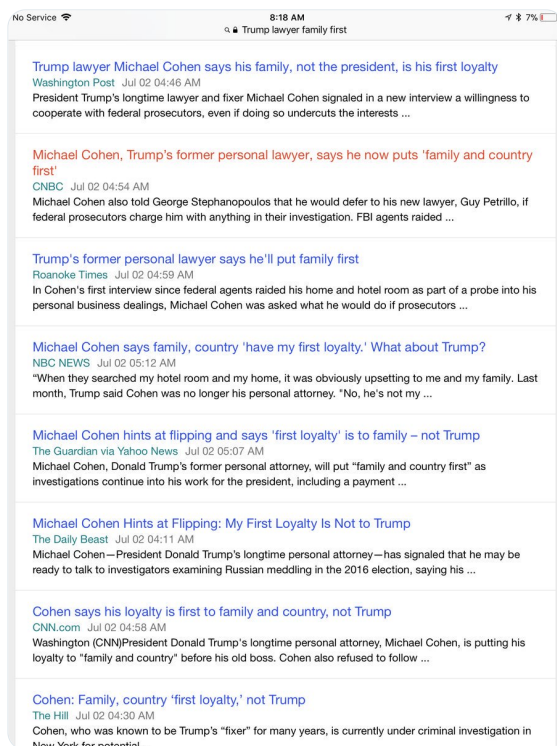 No Service 8:18 AM 7%
Trump lawyer family first
Trump lawyer Michael Cohen says his family, not the president, is his first loyalty
Washington Post Jul 02 04:46 AM
President Trump's longtime lawyer and fixer Michael Cohen signaled in a new interview a willingness to
cooperate with federal prosecutors, even if doing so undercuts the interests ...
Michael Cohen, Trump's former personal lawyer, says he now puts 'family and country
first'
CNBC Jul 02 04:54 AM
Michael Cohen also told George Stephanopoulos that he would defer to his new lawyer, Guy Petrillo, if
federal prosecutors charge him with anything in their investigation. FBI agents raided ...
Trump's former personal lawyer says he'll put family first
Roanoke Times Jul 02 04:59 AM
In Cohen's first interview since federal agents raided his home and hotel room as part of a probe into his
personal business dealings, Michael Cohen was asked what he would do if prosecutors ...
Michael Cohen says family, country 'have my first loyalty.' What about Trump?
NBC NEWS Jul 02 05:12 AM
“When they searched my hotel room and my home, it was obviously upsetting to me and my family. Last
month, Trump said Cohen was no longer his personal attorney. "No, he's not my ...
Michael Cohen hints at flipping and says 'first loyalty' is to family – not Trump
The Guardian via Yahoo News Jul 02 05:07 AM
Michael Cohen, Donald Trump's former personal attorney, will put “family and country first” as
investigations continue into his work for the president, including a payment ...
Michael Cohen Hints at Flipping: My First Loyalty Is Not to Trump
The Daily Beast Jul 02 04:11 AM
Michael Cohen—President Donald Trump's longtime personal attorney—has signaled that he may be
ready to talk to investigators examining Russian meddling in the 2016 election, saying his ...
Cohen says his loyalty is first to family and country, not Trump
CNN.com Jul 02 04:58 AM
Washington (CNN)President Donald Trump's longtime personal attorney, Michael Cohen, is putting his
loyalty to "family and country" before his old boss. Cohen also refused to follow ...
Cohen: Family, country ‘first loyalty,’ not Trump
The Hill Jul 02 04:30 AM
Cohen, who was known to be Trump's “fixer” for many years, is currently under criminal investigation in
New York for potential